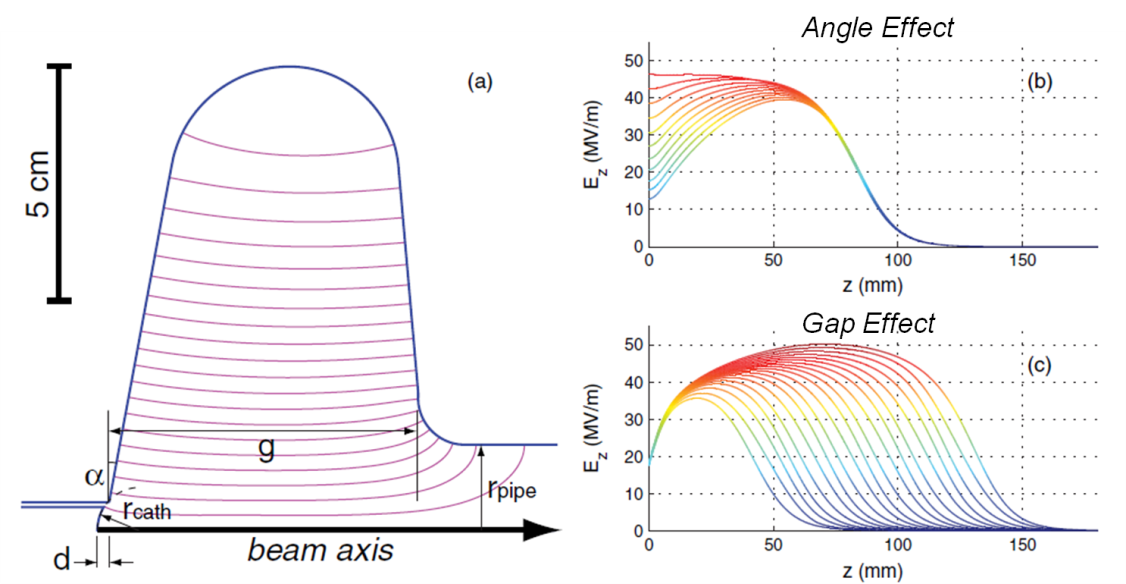 (a)
5 cm
g
α
rcath
rpipe
beam axis
d
Angle Effect
(b)
50
40
30
20
10
0
Ez (MV/m)
0 50 100 150
z (mm)
Gap Effect
(c)
50
40
30
20
10
0
Ez (MV/m)
0 50 100 150
z (mm)